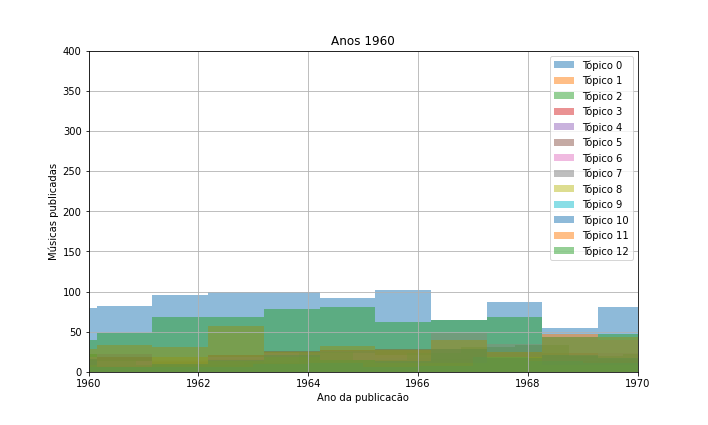 Anos 1960
400
350
300
250
200
150
100
50
0
Músicas publicadas
1960
1962
1964
1966
1968
1970
Ano da publicacão
Tópico 0
Tópico 1
Tópico 2
Tópico 3
Tópico 4
Tópico 5
Tópico 6
Tópico 7
Tópico 8
Tópico 9
Tópico 10
Tópico 11
Tópico 12